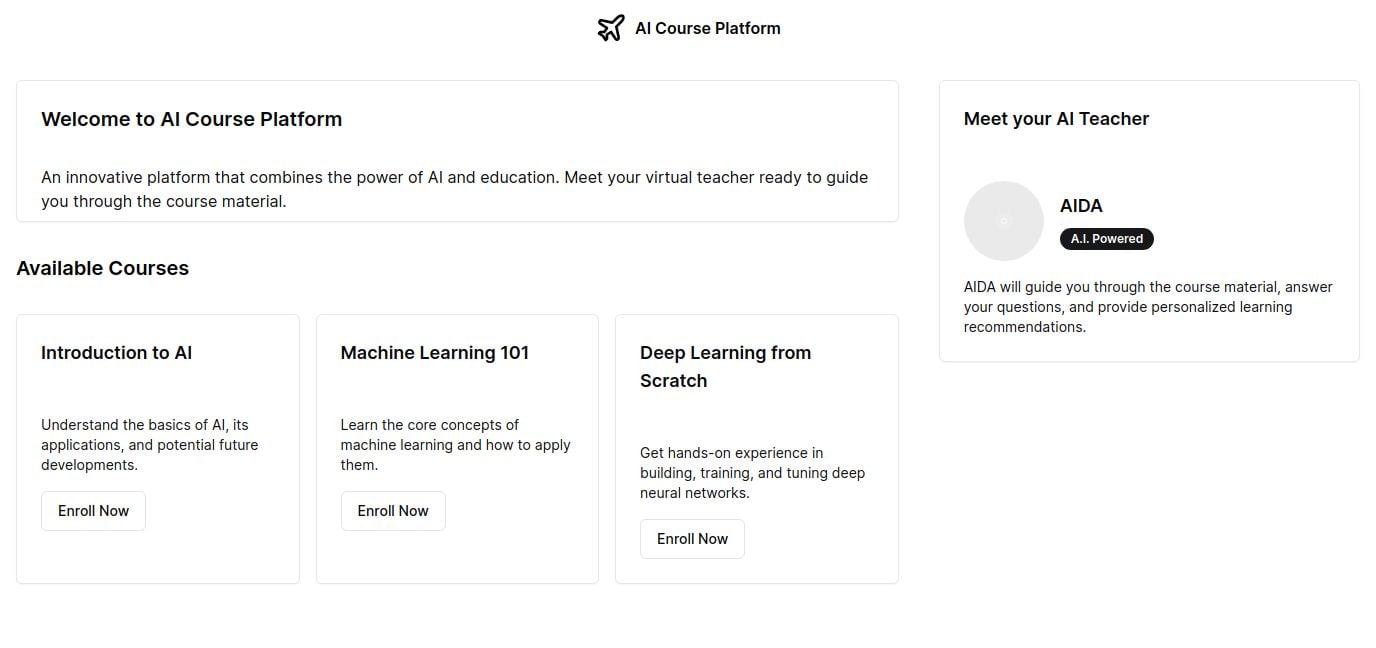 AI Course Platform
Welcome to AI Course Platform
An innovative platform that combines the power of AI and education. Meet your virtual teacher ready to guide
you through the course material.
Available Courses
Introduction to AI
Understand the basics of AI, its
applications, and potential future
developments.
Enroll Now
Machine Learning 101
Learn the core concepts of
machine learning and how to apply
them.
Enroll Now
Deep Learning from
Scratch
Get hands-on experience in
building, training, and tuning deep
neural networks.
Enroll Now
Meet your AI Teacher
AIDA
A.I. Powered
AIDA will guide you through the course material, answer
your questions, and provide personalized learning
recommendations.